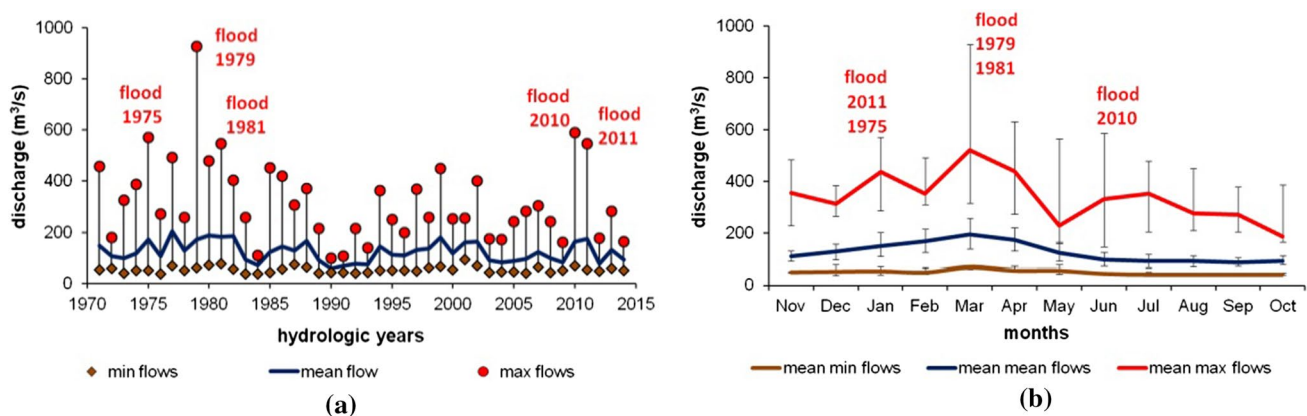 1000
800
600
400
200
0
discharge (m³/s)
flood
1975
flood
1979
flood
1981
flood
2010
flood
2011
1970 1975 1980 1985 1990 1995 2000 2005 2010 2015
hydrologic years
min flows mean flow max flows
(a)
1000
800
600
400
200
0
discharge (m³/s)
flood
2011
1975
flood
1979
1981
flood
2010
Nov Dec Jan Feb Mar Apr May Jun Jul Aug Sep Oct
months
mean min flows mean mean flows mean max flows
(b)